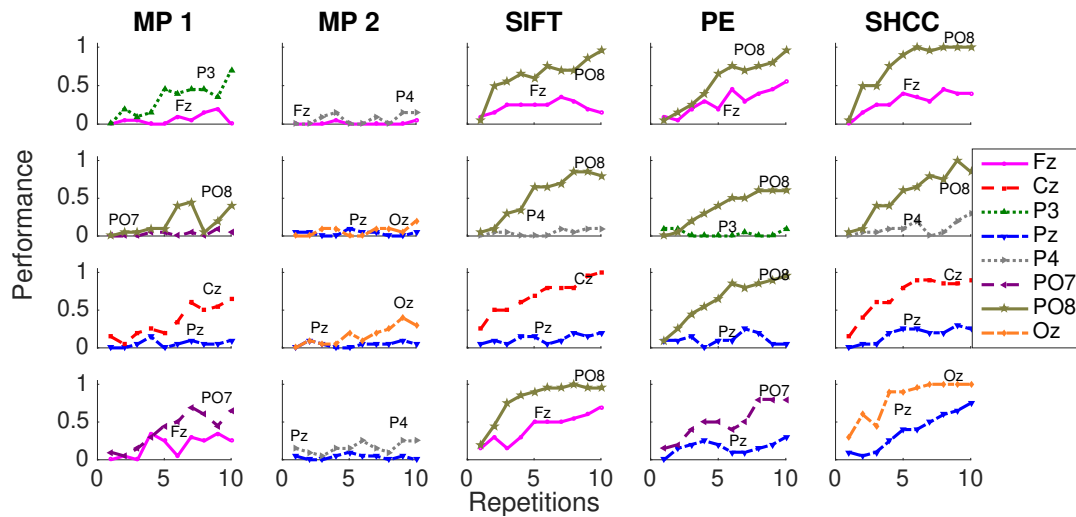 MP 1 MP 2 SIFT PE SHCC
1
0.5
0
P3
Fz
Fz
P4
PO8
Fz
PO8
Fz
PO8
Fz
1
0.5
0
PO7
PO8
Pz
Oz
PO8
P4
PO8
P3
PO8
P4
1
0.5
0
Cz
Pz
Pz
Oz
Cz
Pz
PO8
Pz
Cz
Pz
1
0.5
0
PO7
Fz
Pz
P4
PO8
Fz
PO7
Pz
Oz
Pz
0 5 10 0 5 10 0 5 10 0 5 10 0 5 10
Performance
Repetitions
Fz
Cz
P3
Pz
P4
PO7
PO8
Oz